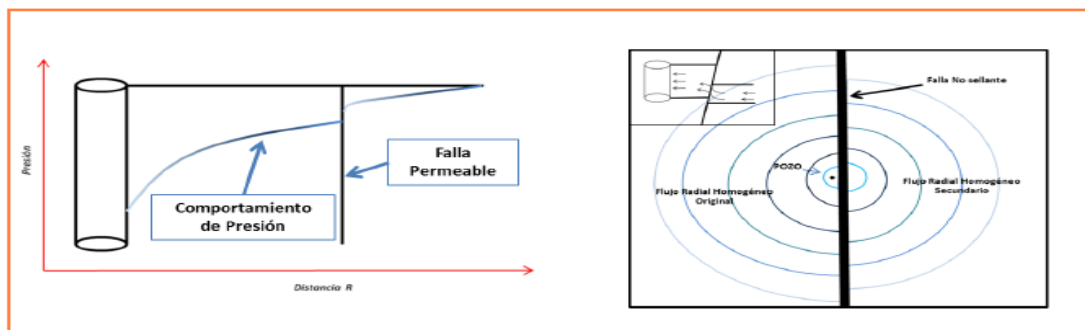 Presión
Comportamiento
de Presión
Falla
Permeable
Distancia R
Falla No sellante
POZO
Flujo Radial Homogéneo
Original
Flujo Radial Homogéneo
Secundario